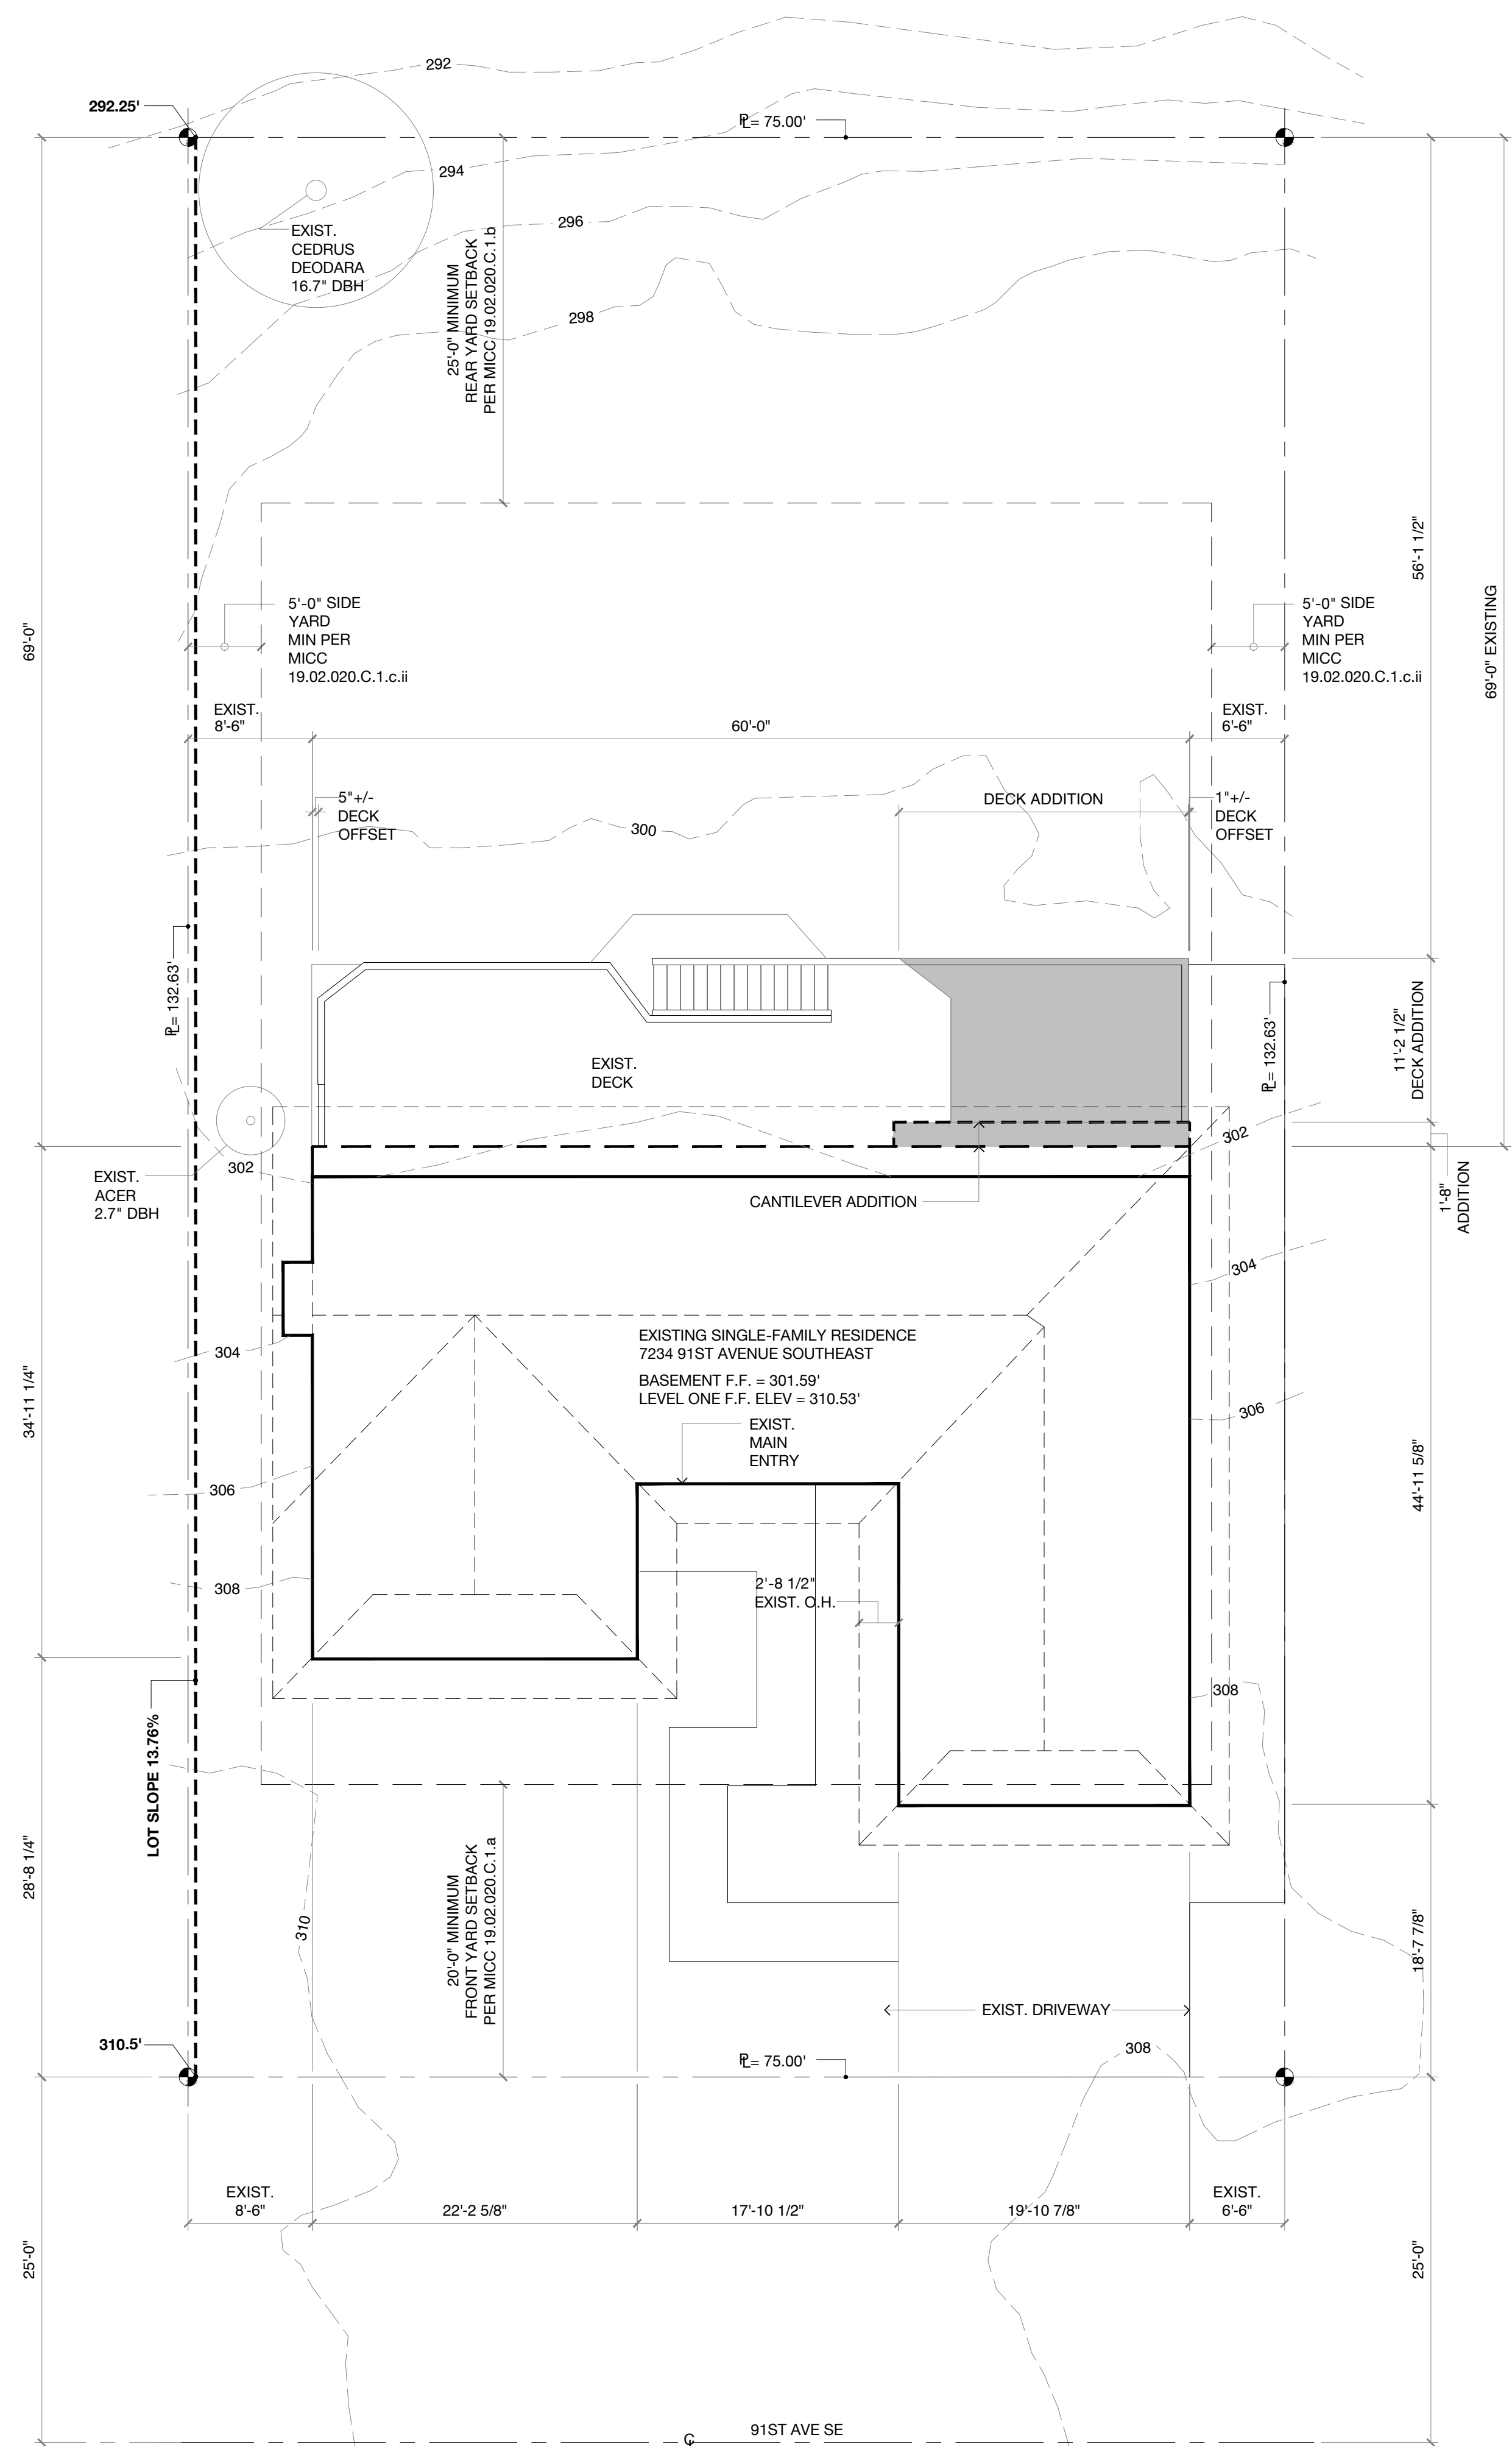 292
292.25'
PL= 75.00'
294
296
EXIST.
CEDRUS
DEODARA
16.7" DBH
25'-0" MINIMUM
REAR YARD SETBACK
PER MICC 19.02.020.C.1.b
298
56'-1 1/2"
69'-0" EXISTING
69'-0"
5'-0" SIDE
YARD
MIN PER
MICC
19.02.020.C.1.c.ii
5'-0" SIDE
YARD
MIN PER
MICC
19.02.020.C.1.c.ii
EXIST.
8'-6"
60'-0"
EXIST.
6'-6"
5"+/-
DECK
OFFSET
300
DECK ADDITION
1"+/-
DECK
OFFSET
PL= 132.63'
PL= 132.63'
11'-2 1/2"
DECK ADDITION
EXIST.
DECK
302
302
EXIST.
ACER
2.7" DBH
CANTILEVER ADDITION
1'-8"
ADDITION
304
304
EXISTING SINGLE-FAMILY RESIDENCE
7234 91ST AVENUE SOUTHEAST
BASEMENT F.F. = 301.59'
LEVEL ONE F.F. ELEV = 310.53'
34'-11 1/4"
306
EXIST.
MAIN
ENTRY
306
44'-11 5/8"
308
2'-8 1/2"
EXIST. O.H.
308
LOT SLOPE 13.76%
28'-8 1/4"
310
20'-0" MINIMUM
FRONT YARD SETBACK
PER MICC 19.02.020.C.1.a
18'-7 7/8"
EXIST. DRIVEWAY
310.5'
PL= 75.00'
308
EXIST.
8'-6"
22'-2 5/8"
17'-10 1/2"
19'-10 7/8"
EXIST.
6'-6"
25'-0"
25'-0"
CL
91ST AVE SE